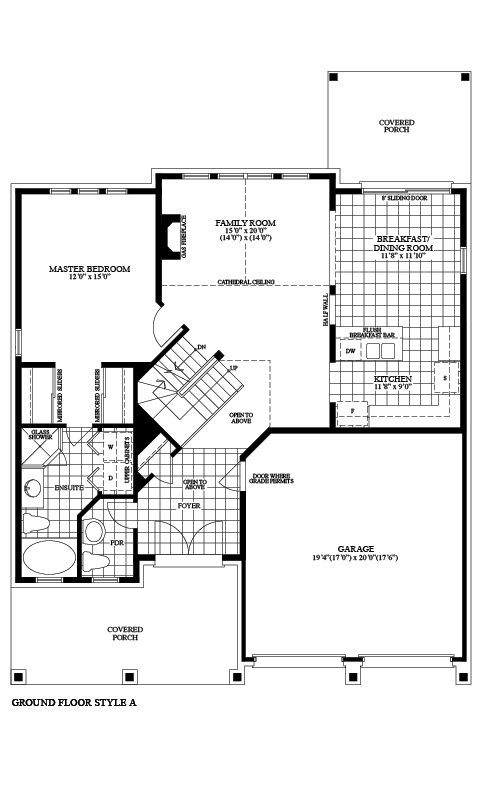 COVERED
PORCH
8' SLIDING DOOR
FAMILY ROOM
15'0" x 20'0"
(14'0") x (14'0")
GAS FIREPLACE
BREAKFAST/
DINING ROOM
11'8" x 11'10"
MASTER BEDROOM
12'0" x 15'0"
CATHEDRAL CEILING
HALF WALL
FLUSH
BREAKFAST BAR
DW
DN
UP
KITCHEN
11'8" x 9'0"
S
F
MIRRORED SLIDERS
MIRRORED SLIDERS
OPEN TO
ABOVE
GLASS
SHOWER
W
D
UPPER CABINETS
ENSUITE
OPEN TO
ABOVE
DOOR WHERE
GRADE PERMITS
FOYER
PDR
GARAGE
19'4"(17'0") x 20'0"(17'6")
COVERED
PORCH
GROUND FLOOR STYLE A